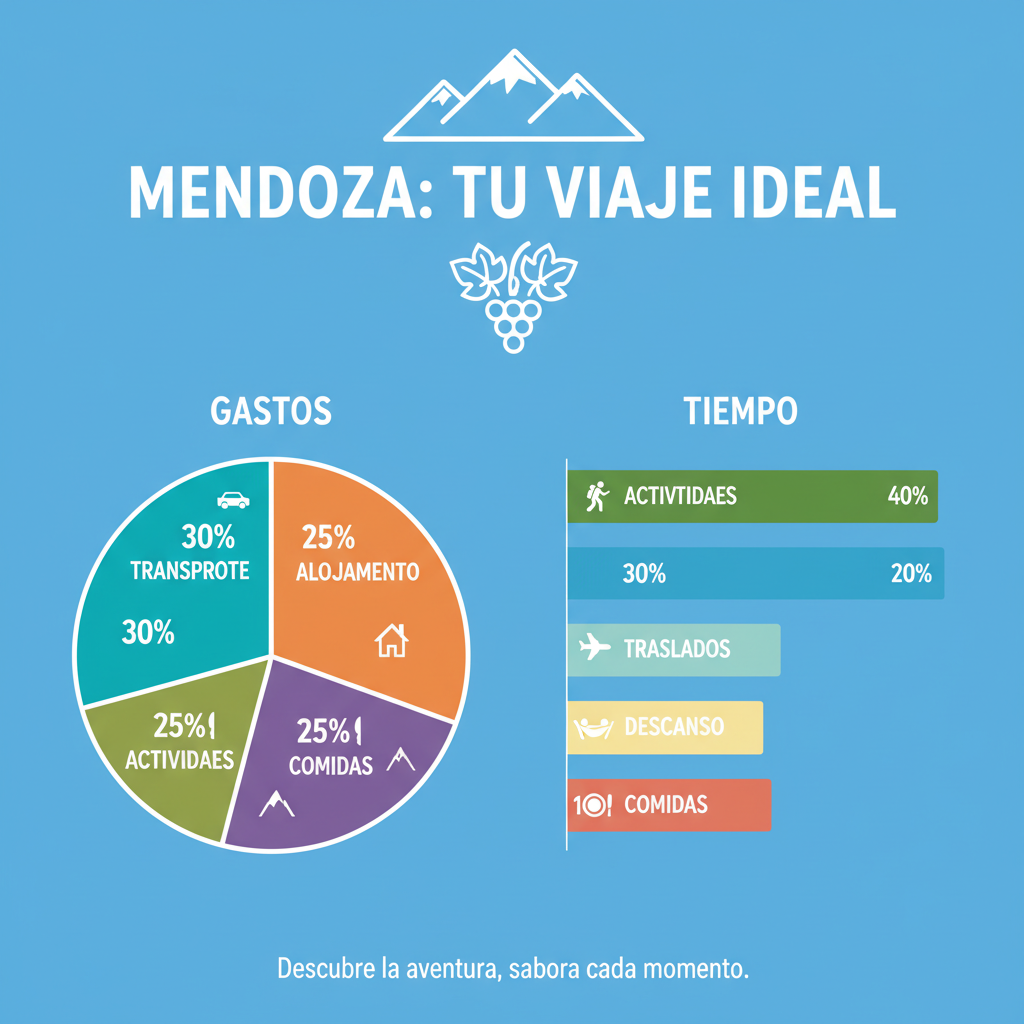 MENDOZA: TU VIAJE IDEAL
GASTOS
30%
TRANSPROTE
30%
25%
ALOJAMENTO
25%
ACTIVIDAES
25%
COMIDAS
TIEMPO
ACTIVTIDAES 40%
30% 20%
TRASLADOS
DESCANSO
COMIDAS
Descubre la aventura, sabora cada momento.